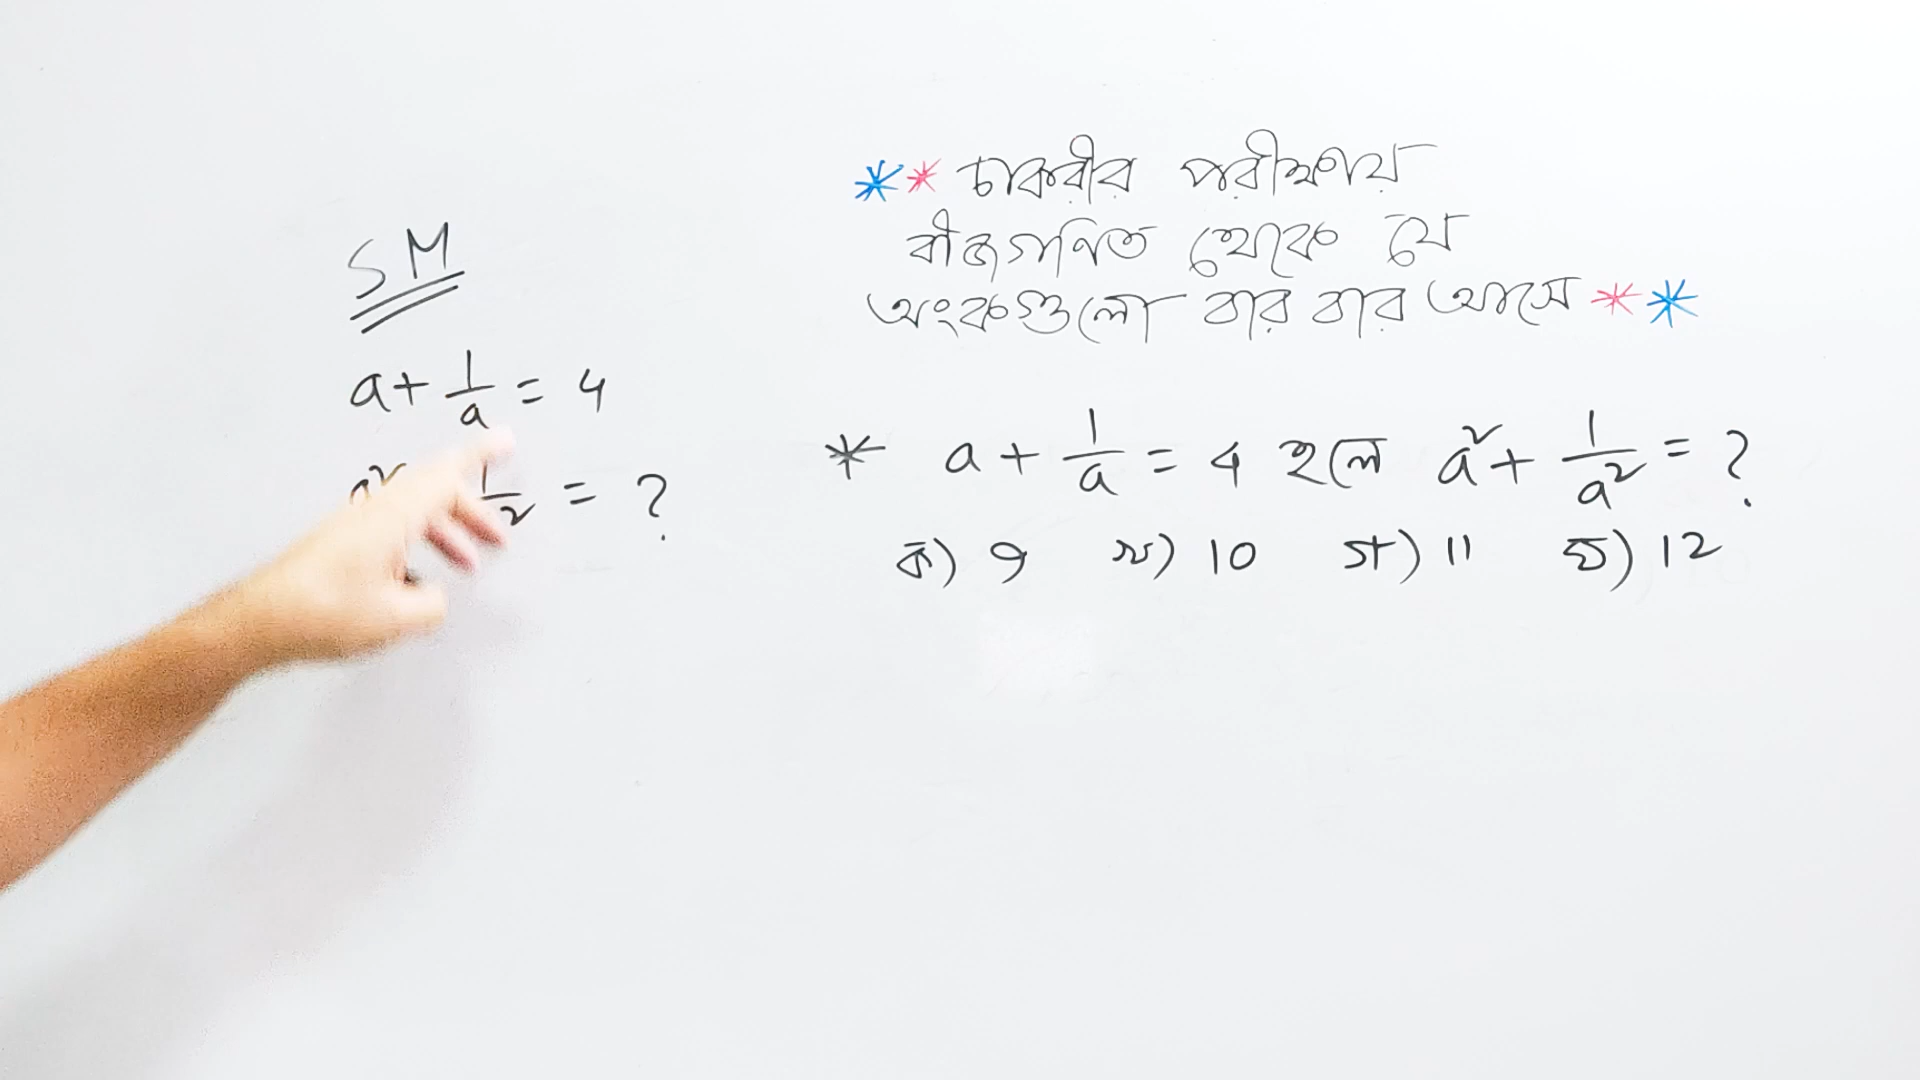 SM
a + 1/a = 4
a² 1/ ² = ?
** চাকরীর পরীক্ষায়
বীজগণিত থেকে যে
অংকগুলো বার বার আসে **
* a + 1/a = 4 হলে a² + 1/a² = ?
ক) 9 খ) 10 গ) 11 ঘ) 12